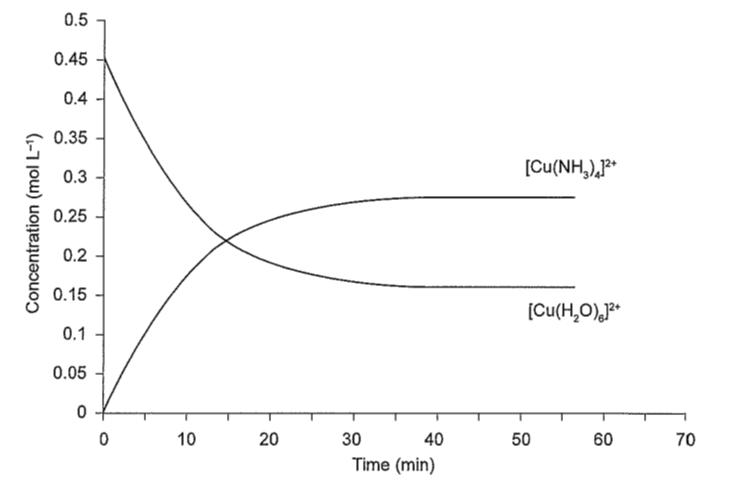 0.5
0.45
0.4
0.35
0.3
0.25
0.2
0.15
0.1
0.05
0
Concentration (mol L⁻¹)
[Cu(NH₃)₄]²⁺
[Cu(H₂O)₆]²⁺
0 10 20 30 40 50 60 70
Time (min)